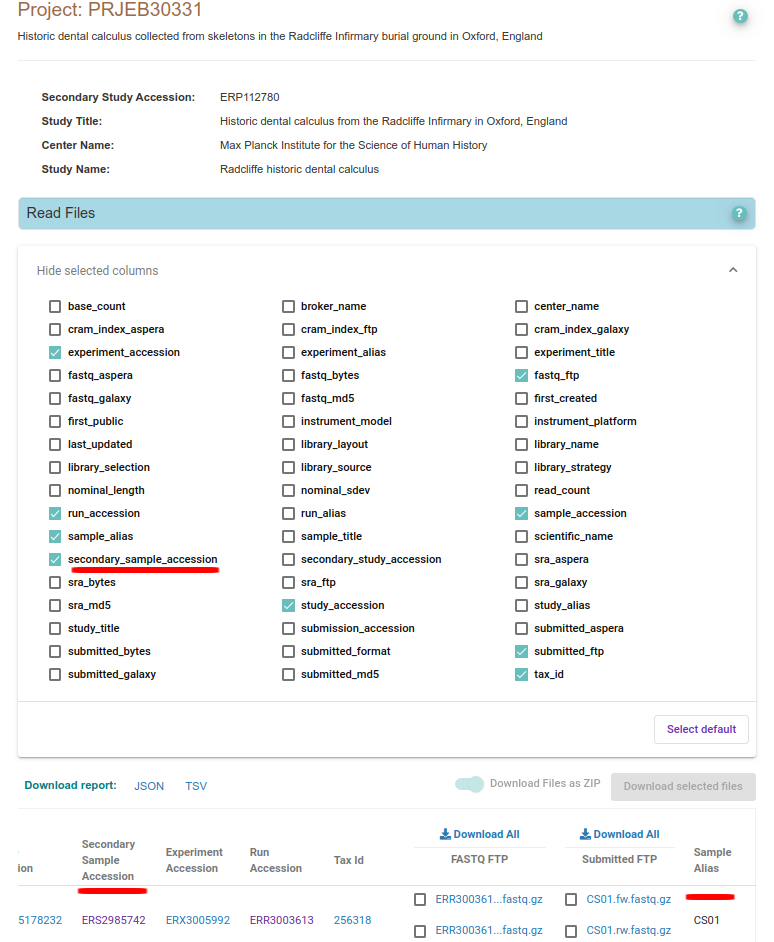 Project: PRJEB30331
?
Historic dental calculus collected from skeletons in the Radcliffe Infirmary burial ground in Oxford, England
Secondary Study Accession: ERP112780
Study Title: Historic dental calculus from the Radcliffe Infirmary in Oxford, England
Center Name: Max Planck Institute for the Science of Human History
Study Name: Radcliffe historic dental calculus
Read Files ?
Hide selected columns
base_count broker_name center_name
cram_index_aspera cram_index_ftp cram_index_galaxy
experiment_accession experiment_alias experiment_title
fastq_aspera fastq_bytes fastq_ftp
fastq_galaxy fastq_md5 first_created
first_public instrument_model instrument_platform
last_updated library_layout library_name
library_selection library_source library_strategy
nominal_length nominal_sdev read_count
run_accession run_alias sample_accession
sample_alias sample_title scientific_name
secondary_sample_accession secondary_study_accession sra_aspera
sra_bytes sra_ftp sra_galaxy
sra_md5 study_accession study_alias
study_title submission_accession submitted_aspera
submitted_bytes submitted_format submitted_ftp
submitted_galaxy submitted_md5 tax_id
Select default
Download report: JSON TSV Download Files as ZIP Download selected files
Download All Download All
Secondary
Sample Experiment Run Sample
ion Accession Accession Accession Tax Id FASTQ FTP Submitted FTP Alias
ERR300361...fastq.gz CS01.fw.fastq.gz
5178232 ERS2985742 ERX3005992 ERR3003613 256318 CS01
ERR300361...fastq.gz CS01.rw.fastq.gz